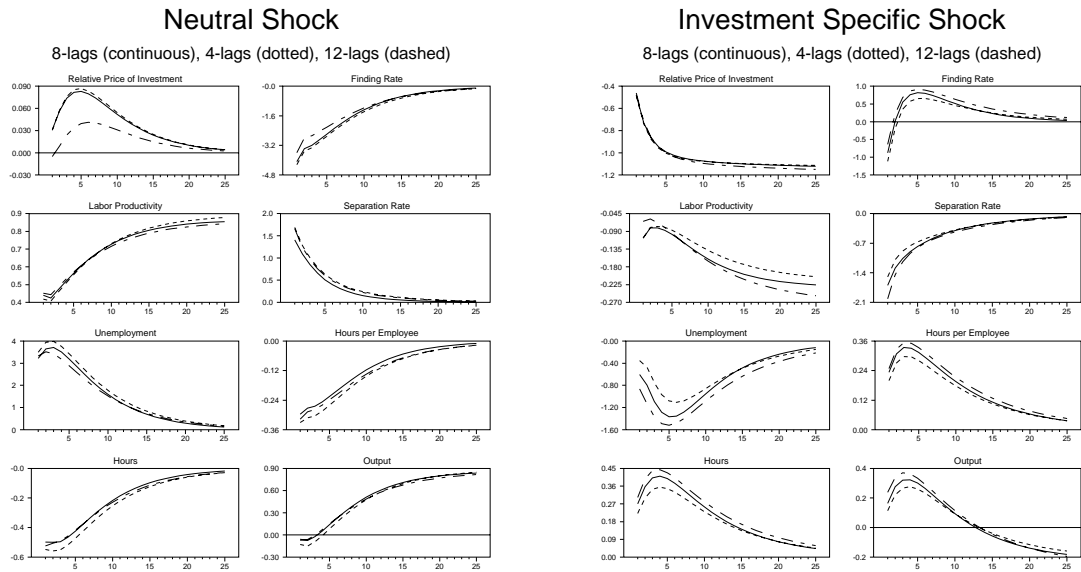 Neutral Shock
8-lags (continuous), 4-lags (dotted), 12-lags (dashed)
Relative Price of Investment
0.090
0.060
0.030
0.000
-0.030
5 10 15 20 25
Finding Rate
-0.0
-1.6
-3.2
-4.8
5 10 15 20 25
Labor Productivity
0.9
0.8
0.7
0.6
0.5
0.4
5 10 15 20 25
Separation Rate
2.0
1.5
1.0
0.5
0.0
5 10 15 20 25
Unemployment
4
3
2
1
0
5 10 15 20 25
Hours per Employee
0.00
-0.12
-0.24
-0.36
5 10 15 20 25
Hours
-0.0
-0.2
-0.4
-0.6
5 10 15 20 25
Output
0.90
0.60
0.30
0.00
-0.30
5 10 15 20 25
Investment Specific Shock
8-lags (continuous), 4-lags (dotted), 12-lags (dashed)
Relative Price of Investment
-0.4
-0.6
-0.8
-1.0
-1.2
5 10 15 20 25
Finding Rate
1.0
0.5
0.0
-0.5
-1.0
-1.5
5 10 15 20 25
Labor Productivity
-0.045
-0.090
-0.135
-0.180
-0.225
-0.270
5 10 15 20 25
Separation Rate
0.0
-0.7
-1.4
-2.1
5 10 15 20 25
Unemployment
-0.00
-0.40
-0.80
-1.20
-1.60
5 10 15 20 25
Hours per Employee
0.36
0.24
0.12
0.00
5 10 15 20 25
Hours
0.45
0.36
0.27
0.18
0.09
0.00
5 10 15 20 25
Output
0.4
0.2
0.0
-0.2
5 10 15 20 25